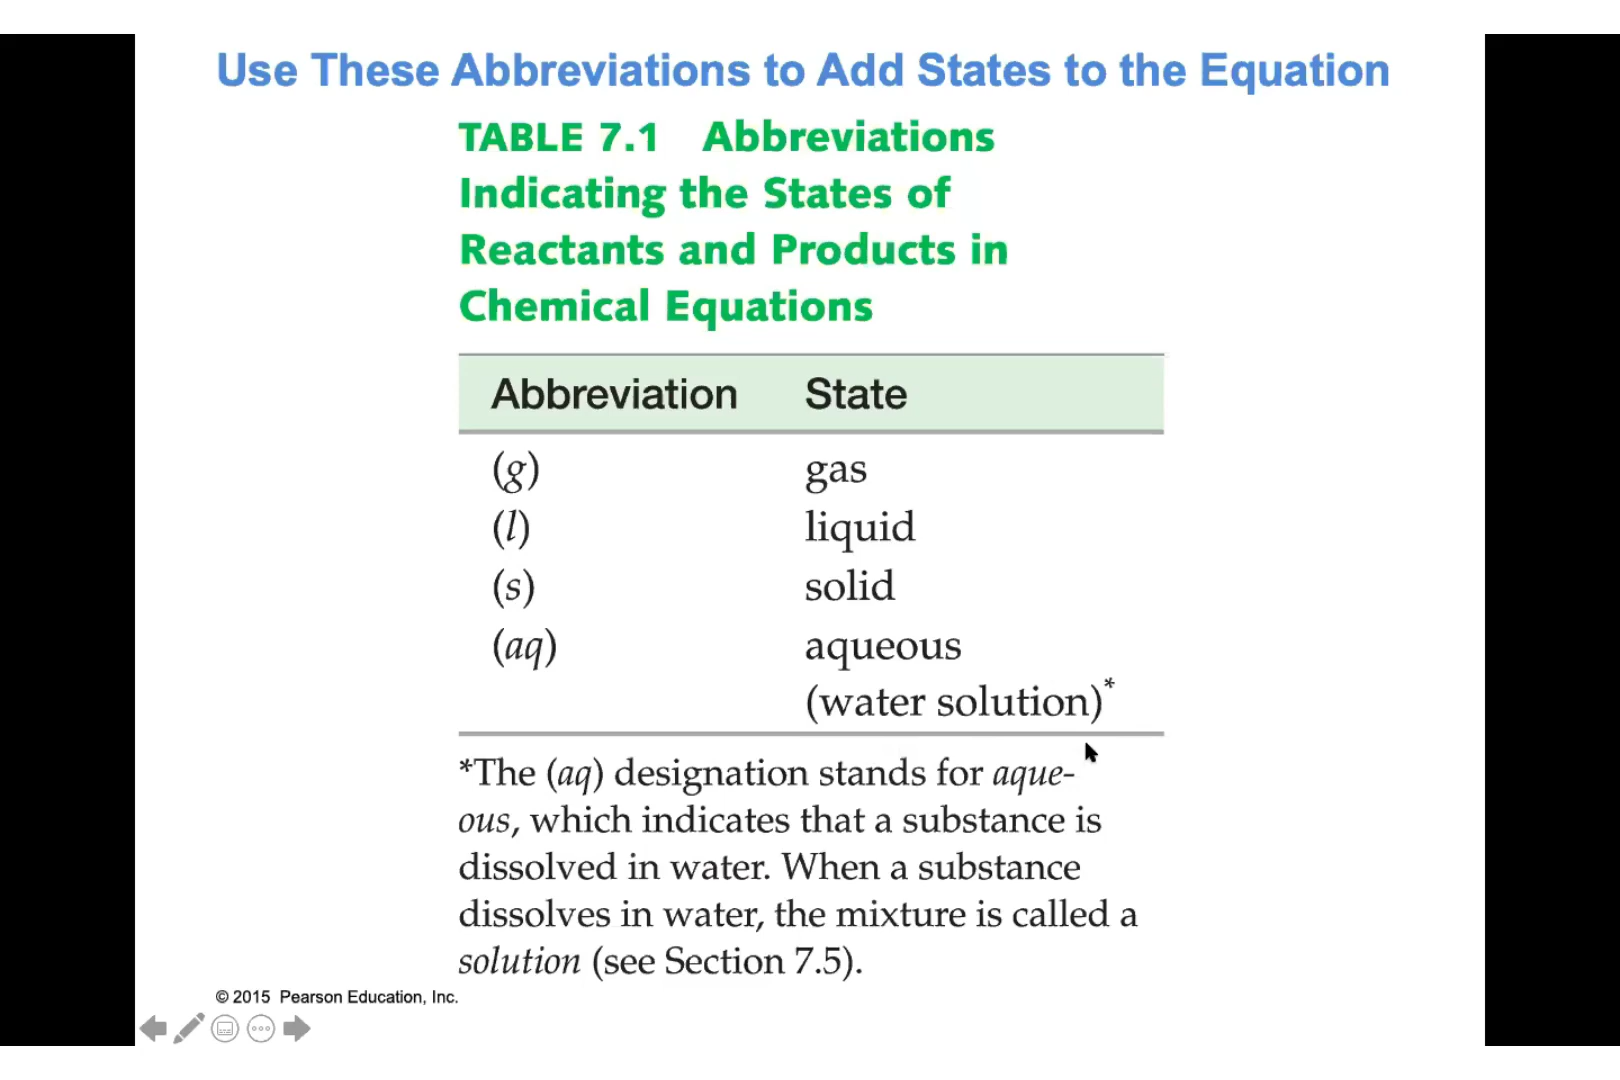 Use These Abbreviations to Add States to the Equation
TABLE 7.1 Abbreviations
Indicating the States of
Reactants and Products in
Chemical Equations
Abbreviation State
(g) gas
(l) liquid
(s) solid
(aq) aqueous
(water solution)*
*The (aq) designation stands for aque-
ous, which indicates that a substance is
dissolved in water. When a substance
dissolves in water, the mixture is called a
solution (see Section 7.5).
© 2015 Pearson Education, Inc.